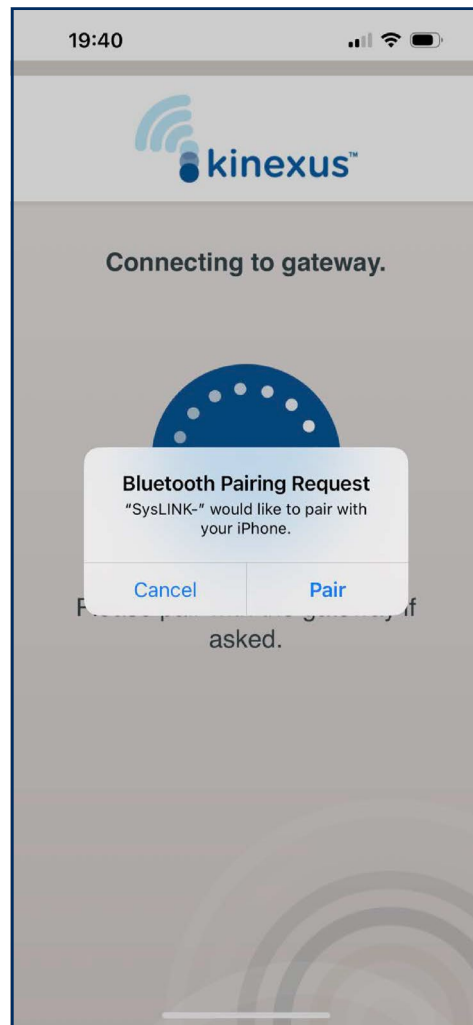 19:40
kinexus™
Connecting to gateway.
Bluetooth Pairing Request
“SysLINK-” would like to pair with
your iPhone.
Cancel Pair
asked.